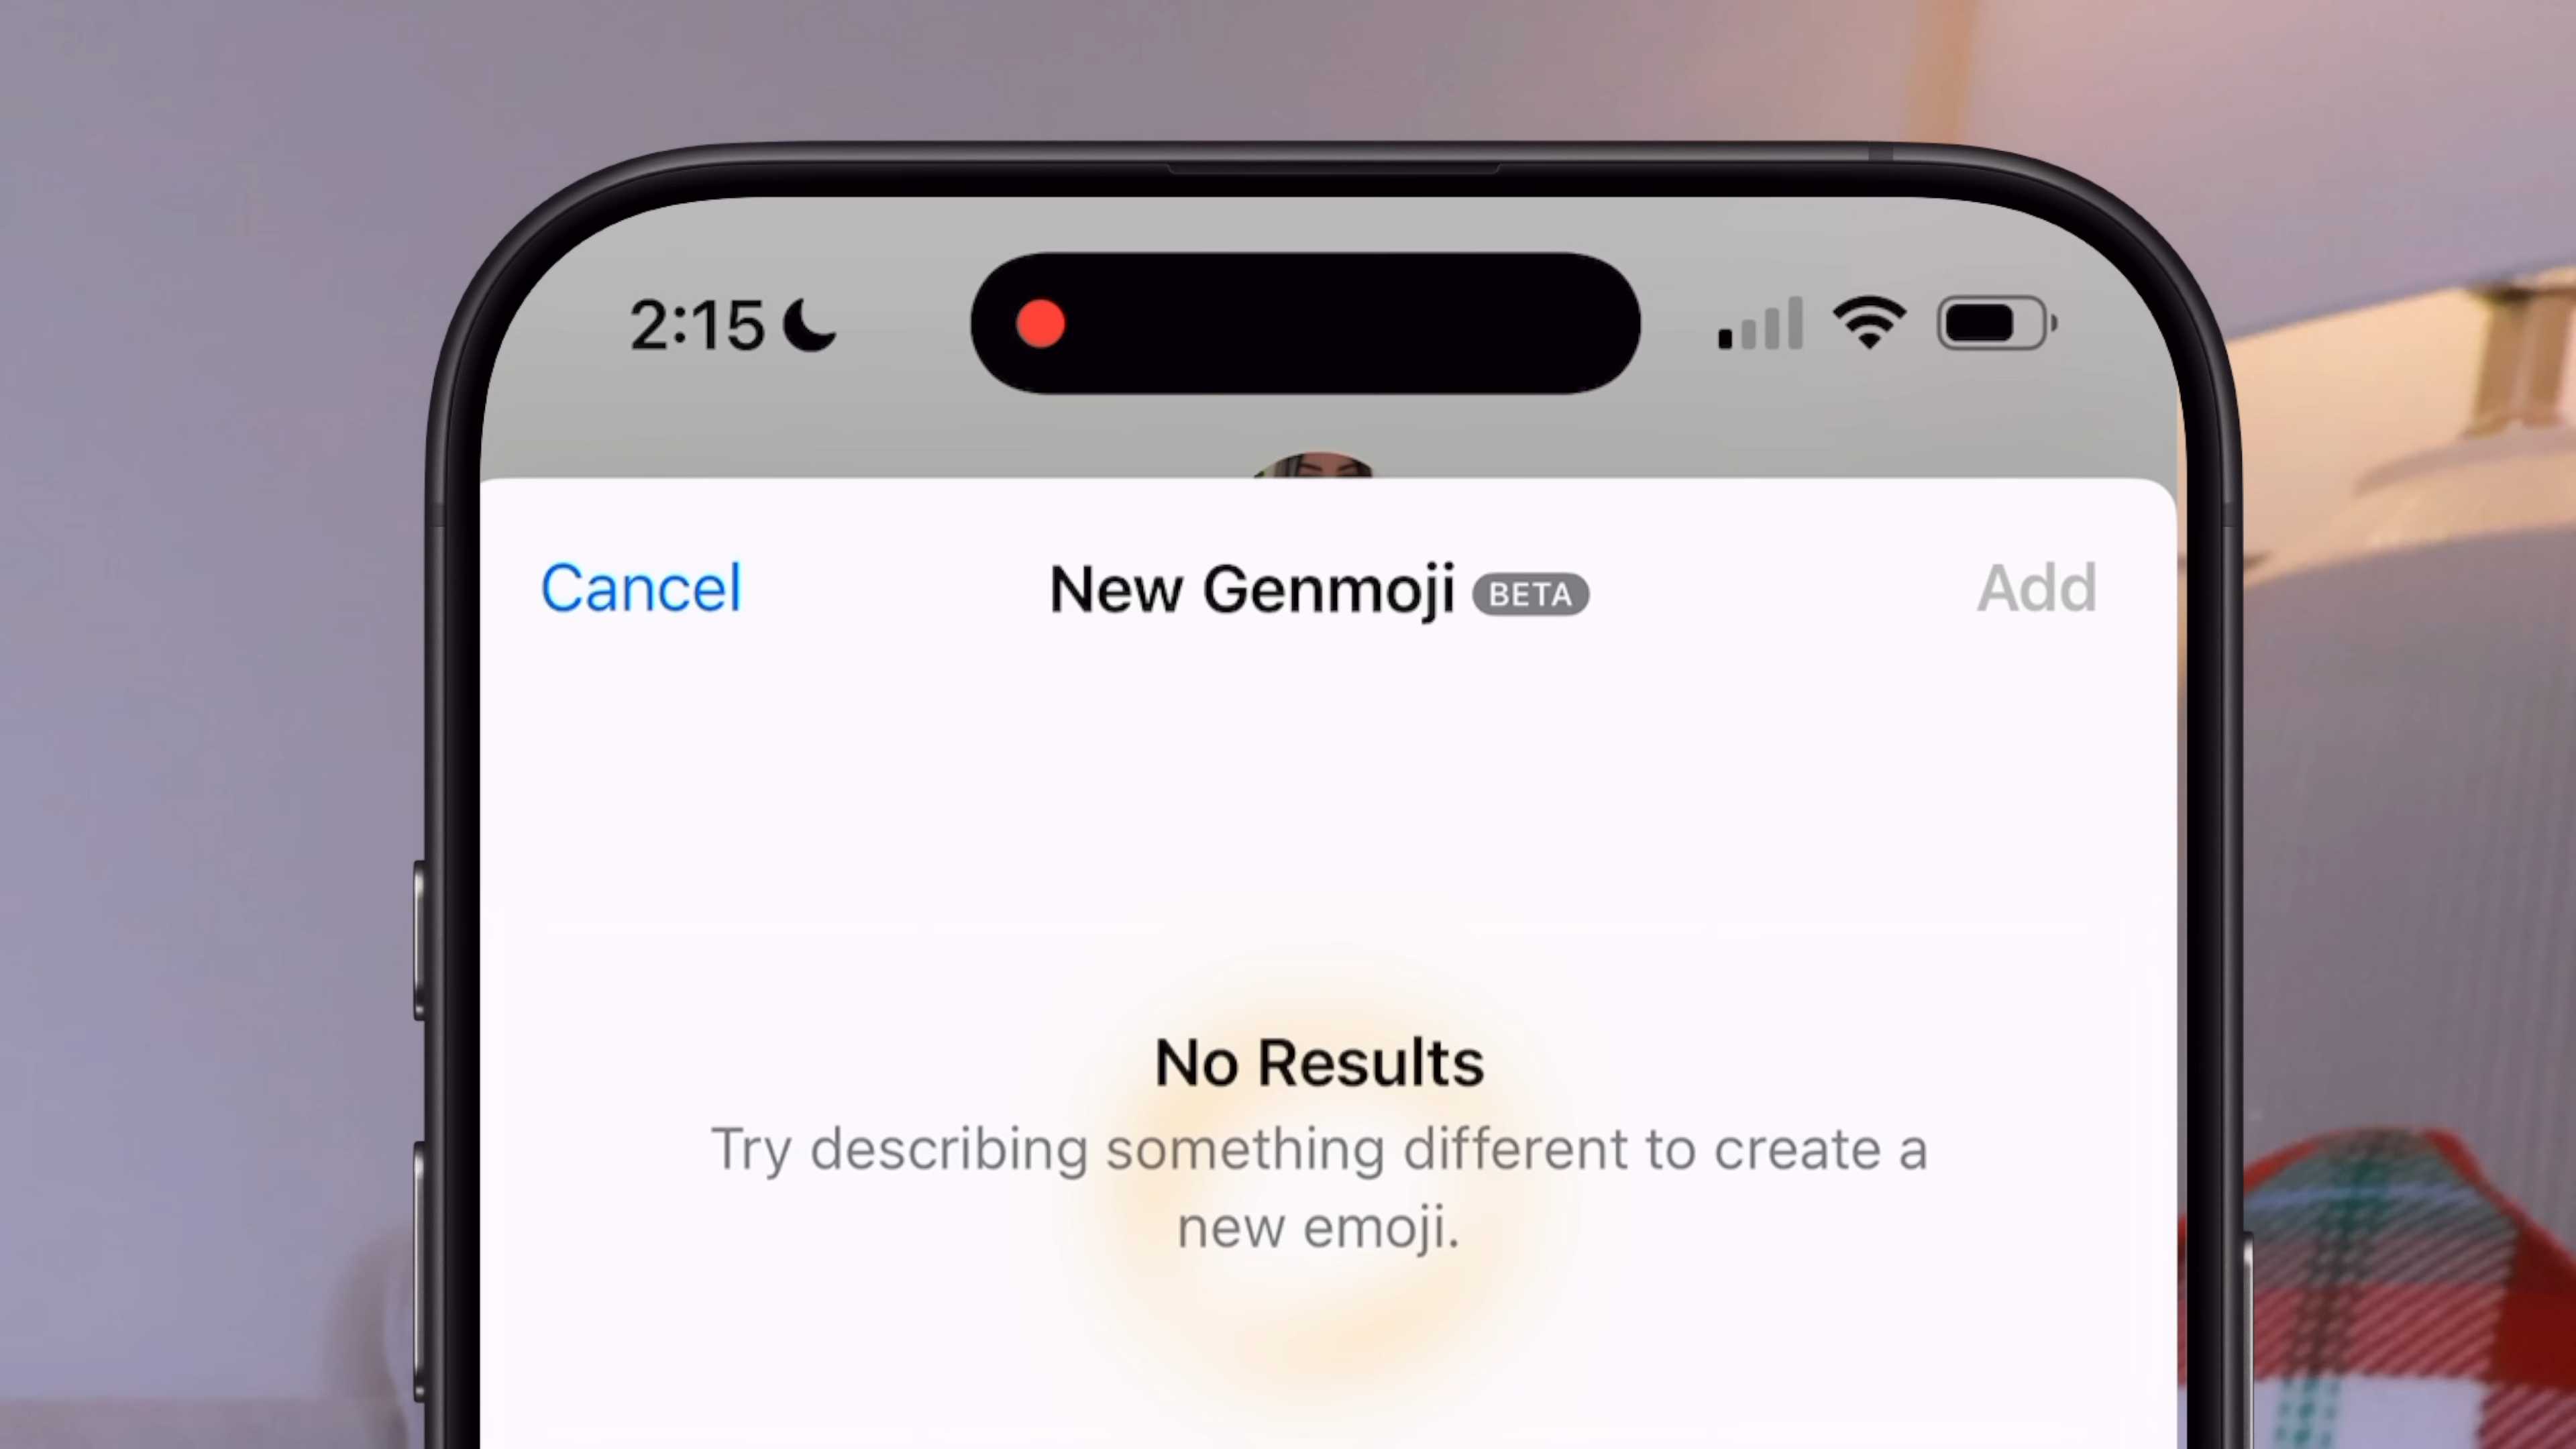 2:15
Cancel
New Genmoji BETA
Add
No Results
Try describing something different to create a
new emoji.